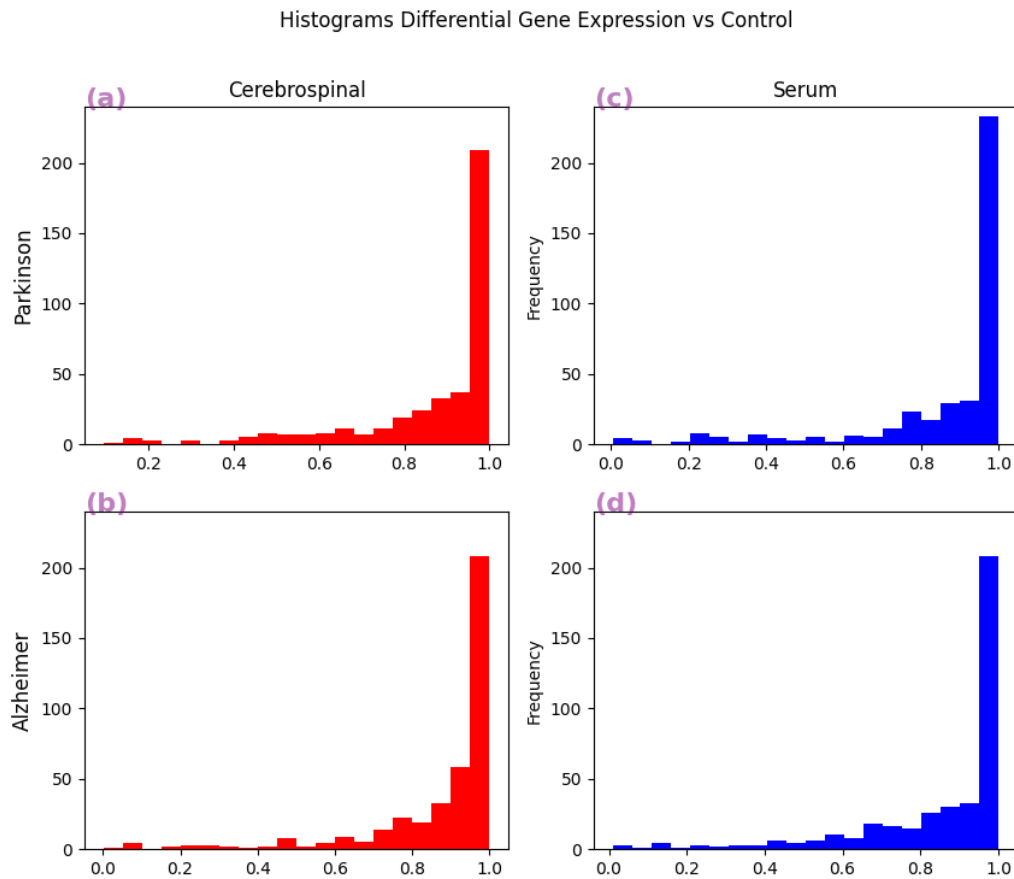 Histograms Differential Gene Expression vs Control
(a)
Cerebrospinal
Parkinson
200
150
100
50
0
0.2 0.4 0.6 0.8 1.0
(c)
Serum
Frequency
200
150
100
50
0
0.0 0.2 0.4 0.6 0.8 1.0
(b)
Alzheimer
200
150
100
50
0
0.0 0.2 0.4 0.6 0.8 1.0
(d)
Frequency
200
150
100
50
0
0.0 0.2 0.4 0.6 0.8 1.0